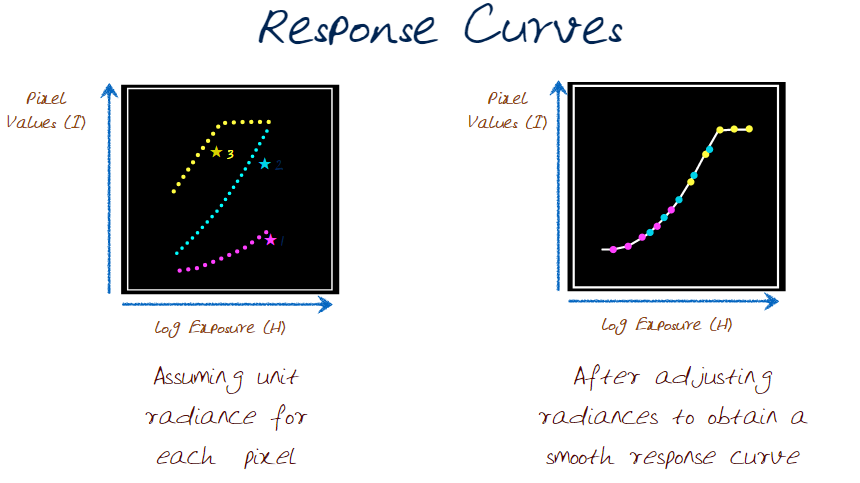 Response Curves
Pixel
Values (I)
3
2
1
log Exposure (H)
Assuming unit
radiance for
each pixel
Pixel
Values (I)
log Exposure (H)
After adjusting
radiances to obtain a
smooth response curve